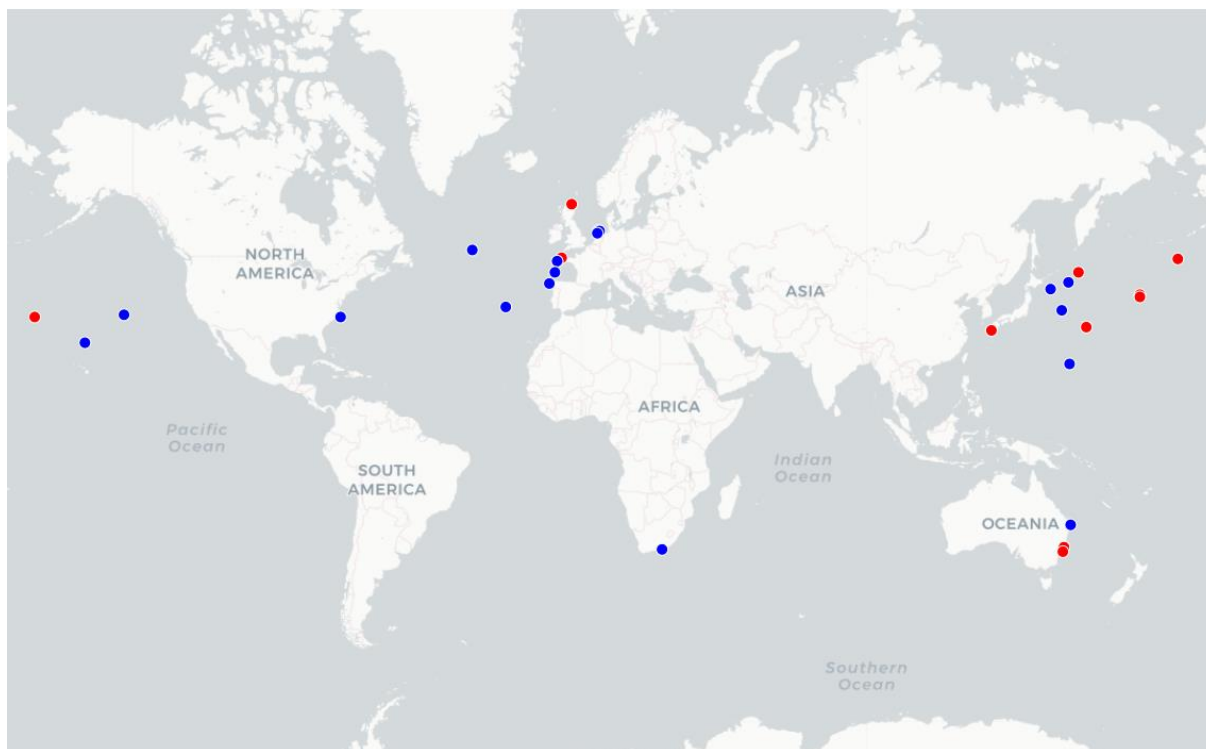 NORTH
AMERICA
ASIA
AFRICA
Pacific
Ocean
Indian
Ocean
SOUTH
AMERICA
OCEANIA
Southern
Ocean